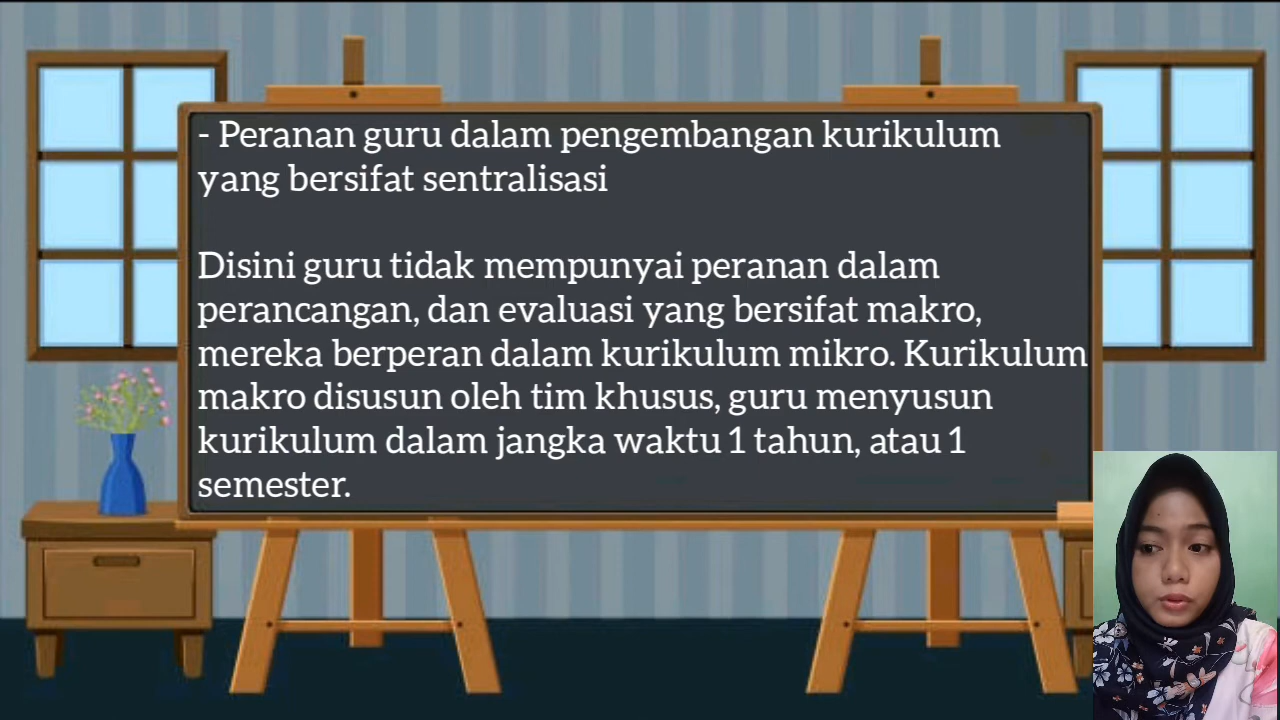 - Peranan guru dalam pengembangan kurikulum
yang bersifat sentralisasi
Disini guru tidak mempunyai peranan dalam
perancangan, dan evaluasi yang bersifat makro,
mereka berperan dalam kurikulum mikro. Kurikulum
makro disusun oleh tim khusus, guru menyusun
kurikulum dalam jangka waktu 1 tahun, atau 1
semester.